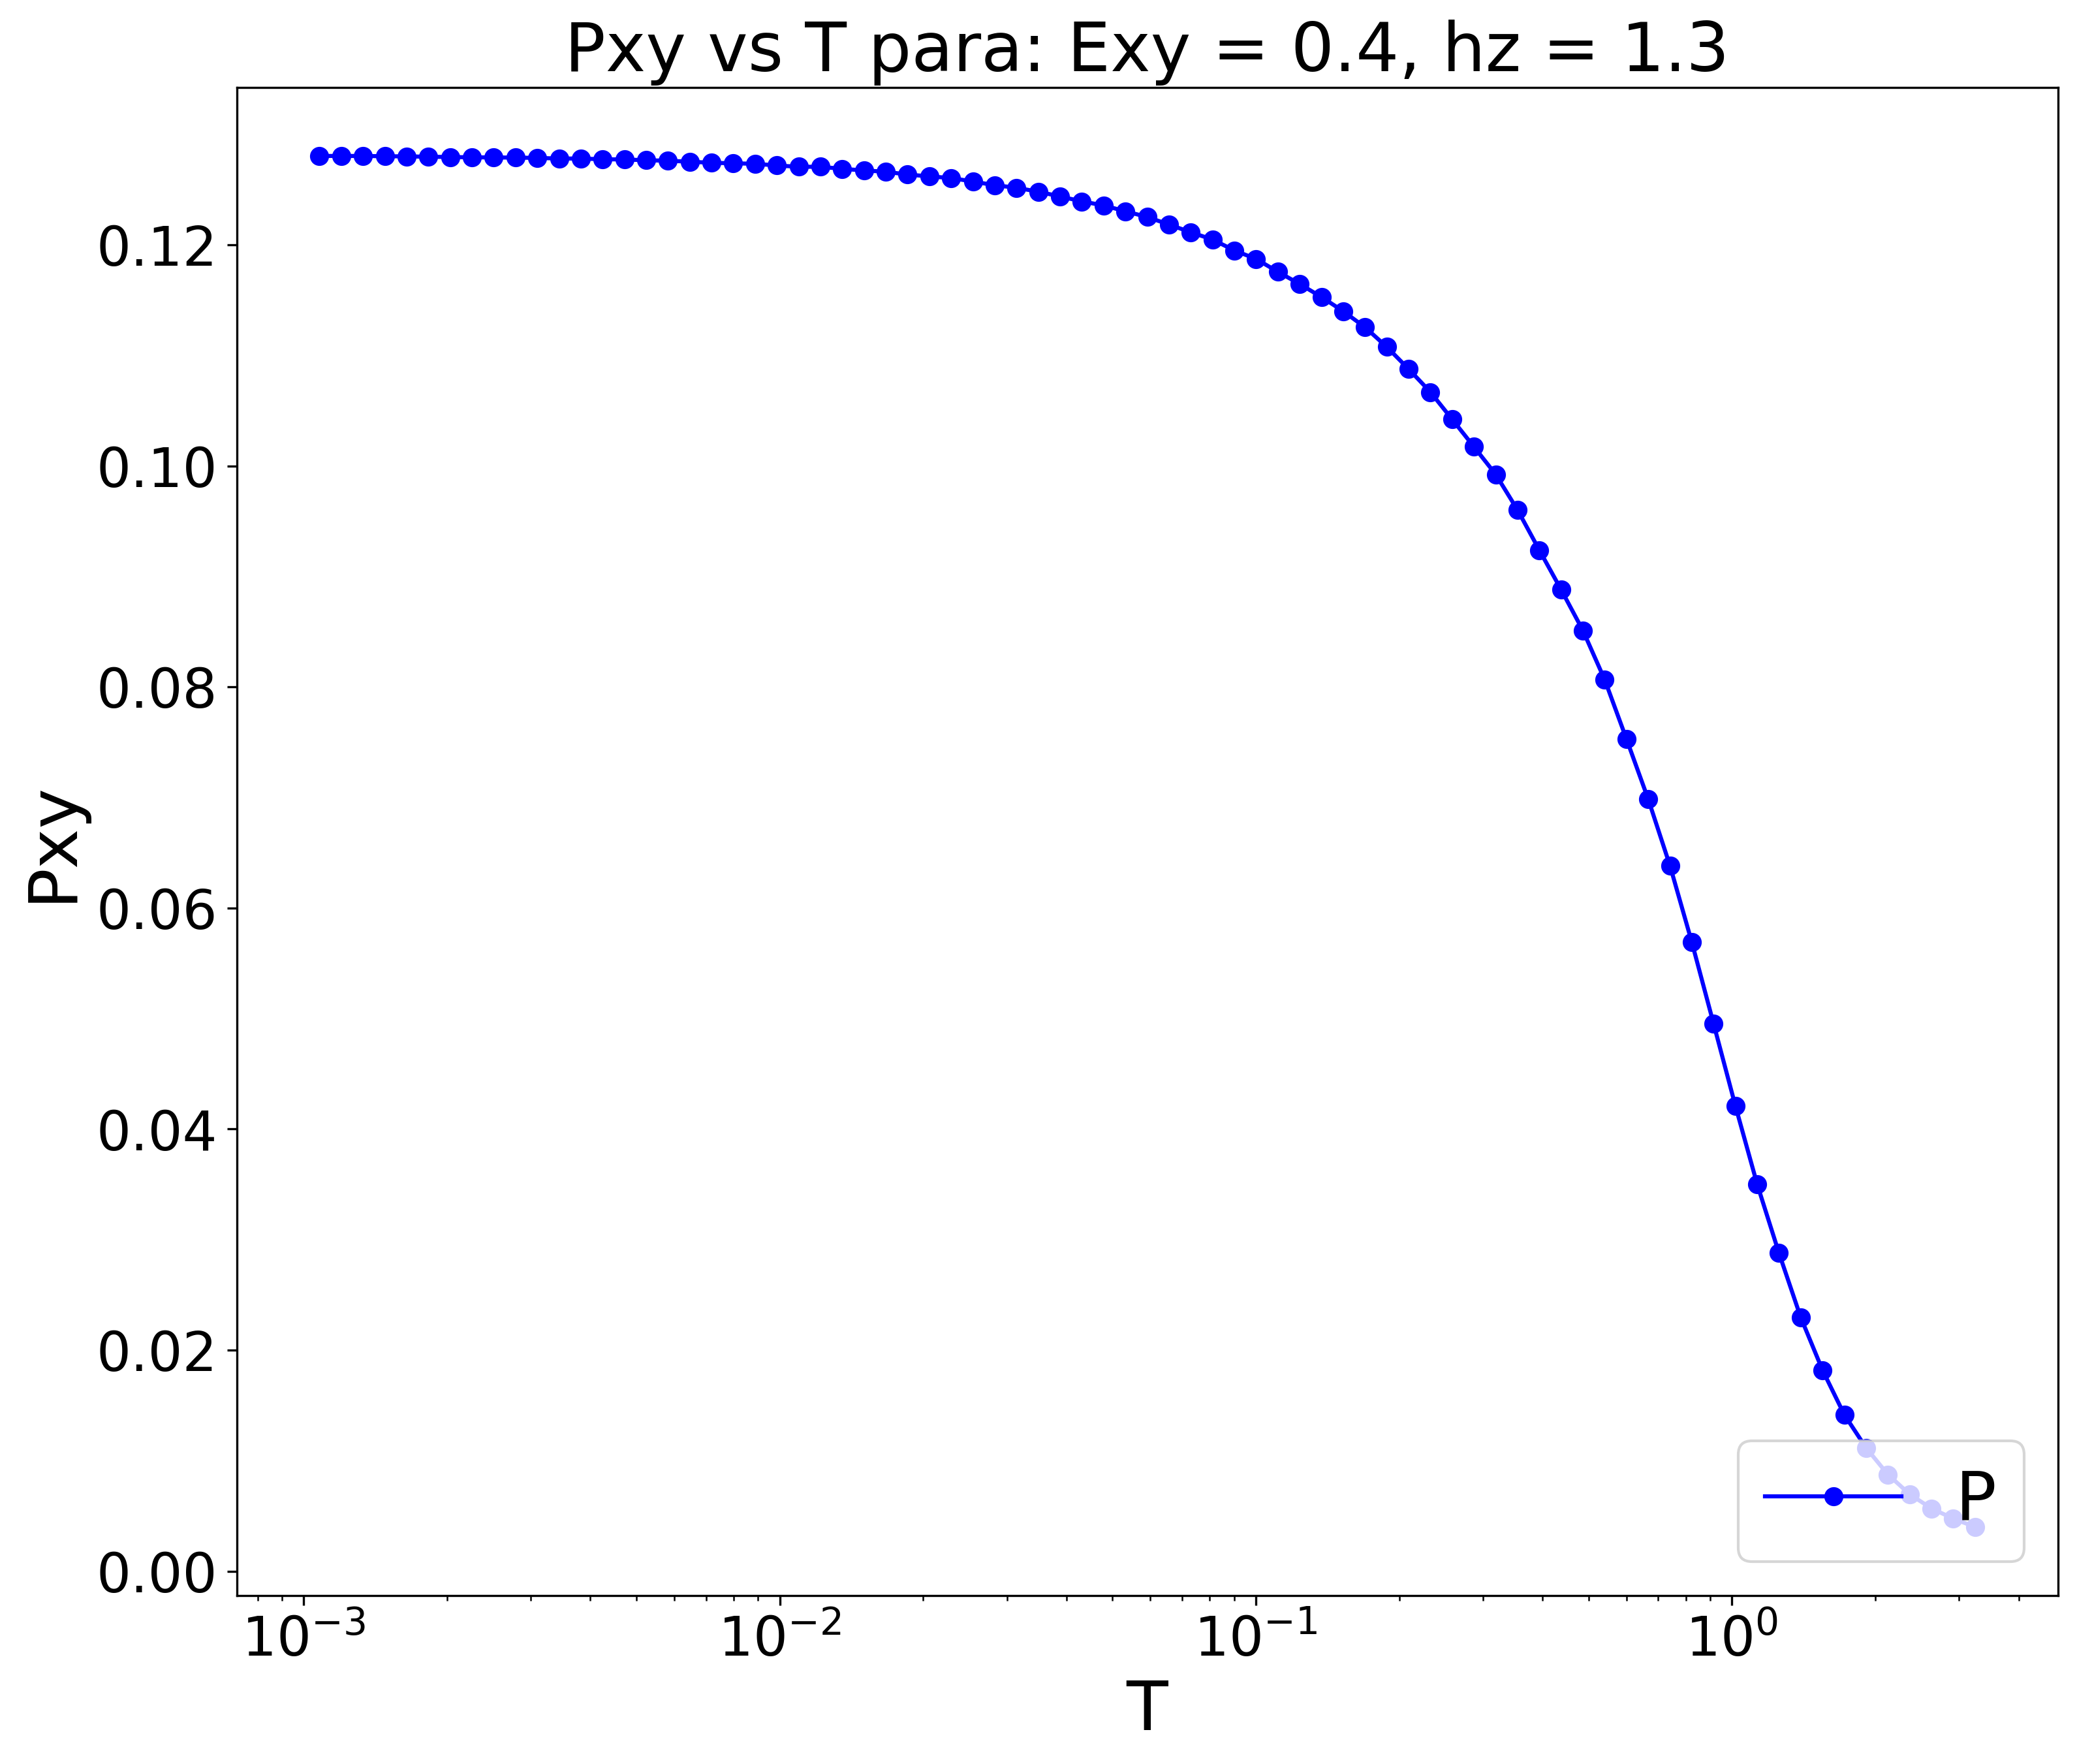 Pxy vs T para: Exy = 0.4, hz = 1.3
Pxy
0.12
0.10
0.08
0.06
0.04
0.02
0.00
P
10⁻³ 10⁻² 10⁻¹ 10⁰
T